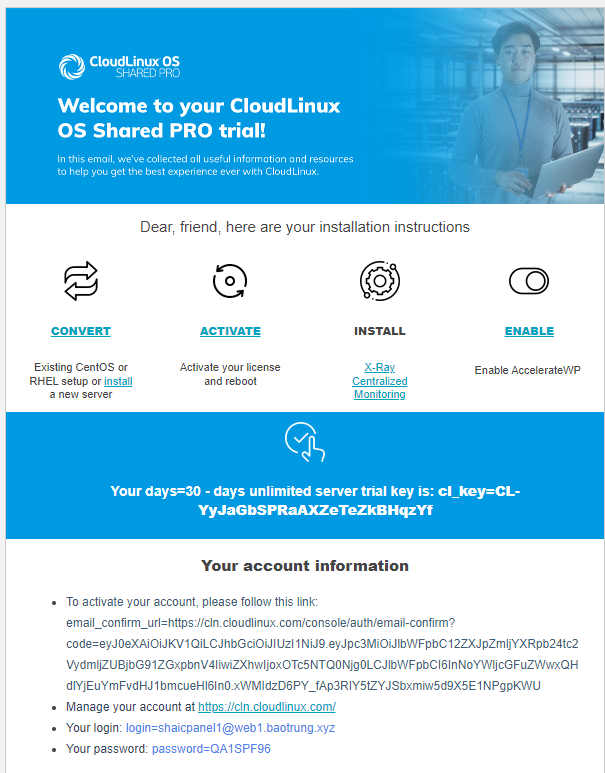 CloudLinux OS
SHARED PRO
Welcome to your CloudLinux
OS Shared PRO trial!
In this email, we've collected all useful information and resources
to help you get the best experience ever with CloudLinux.
Dear, friend, here are your installation instructions
CONVERT
Existing CentOS or
RHEL setup or install
a new server
ACTIVATE
Activate your license
and reboot
INSTALL
X-Ray
Centralized
Monitoring
ENABLE
Enable AccelerateWP
Your days=30 - days unlimited server trial key is: cl_key=CL-
YyJaGbSPRaAXZeTeZkBHqzYf
Your account information
To activate your account, please follow this link:
email_confirm_url=https://cln.cloudlinux.com/console/auth/email-confirm?
code=eyJ0eXAiOiJKV1QiLCJhbGciOiJIUzI1NiJ9.eyJpc3MiOiJlbWFpbC12ZXJpZmljYXRpb24tc2
VydmljZUBjbG91ZGxpbnV4IiwiZXhwIjoxOTc5NTQ0Njg0LCJlbWFpbCI6InNoYWljcGFuZWwxQH
dlYjEuYmFvdHJ1bmcueHl6In0.xWMIdzD6PY_fAp3RlY5tZYJSbxmiw5d9X5E1NPgpKWU
Manage your account at https://cln.cloudlinux.com/
Your login: login=shaicpanel1@web1.baotrung.xyz
Your password: password=QA1SPF96